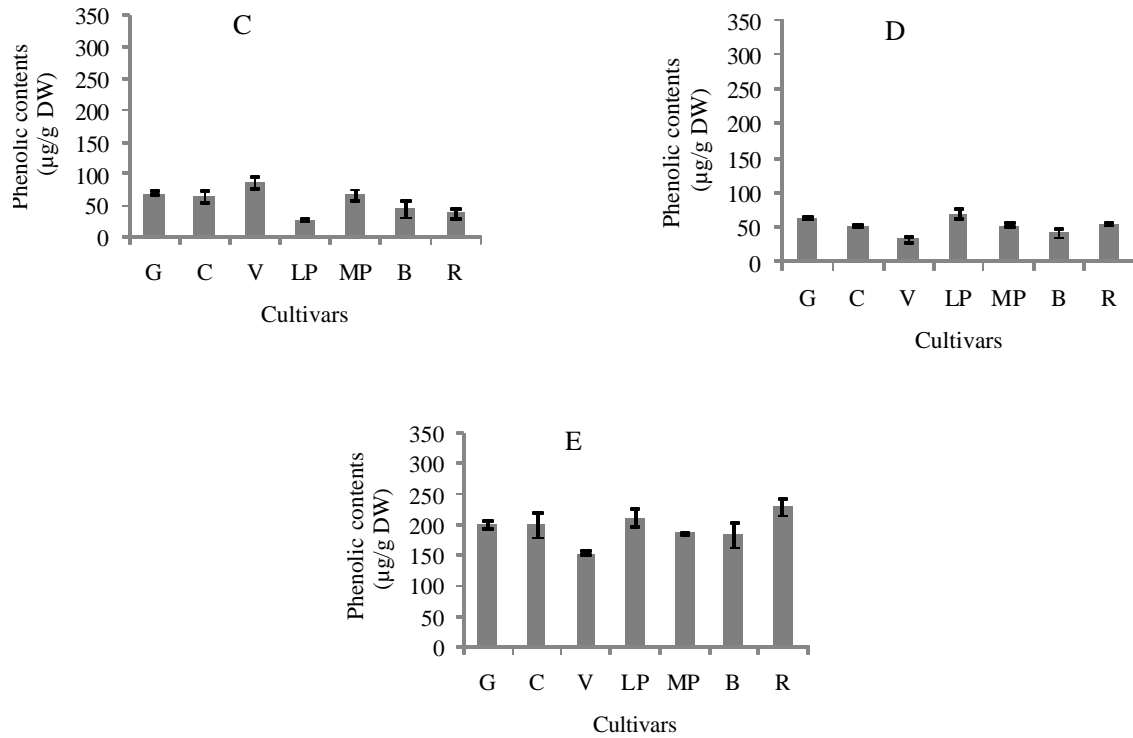 C
Phenolic contents
(µg/g DW)
350
300
250
200
150
100
50
0
G C V LP MP B R
Cultivars
D
Phenolic contents
(µg/g DW)
350
300
250
200
150
100
50
0
G C V LP MP B R
Cultivars
E
Phenolic contents
(µg/g DW)
350
300
250
200
150
100
50
0
G C V LP MP B R
Cultivars